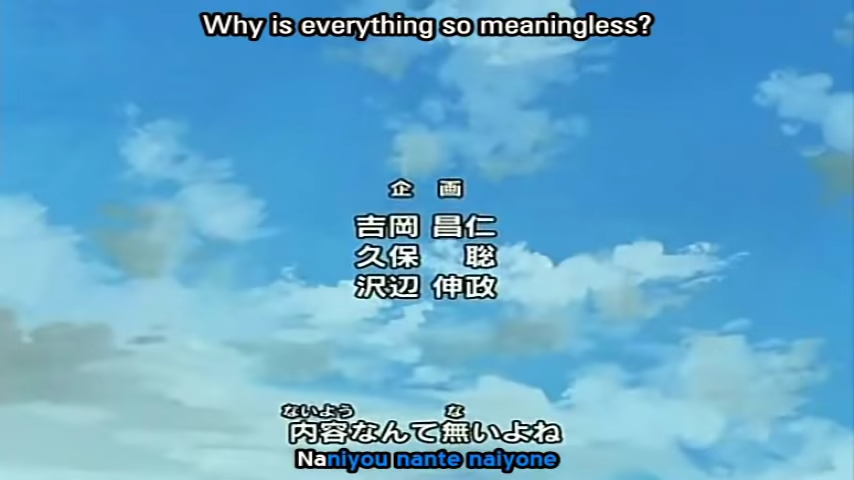 Why is everything so meaningless?
企 画
吉岡 昌仁
久保 聡
沢辺 伸政
ないよう な
内容なんて無いよね
Naniyou nante naiyone